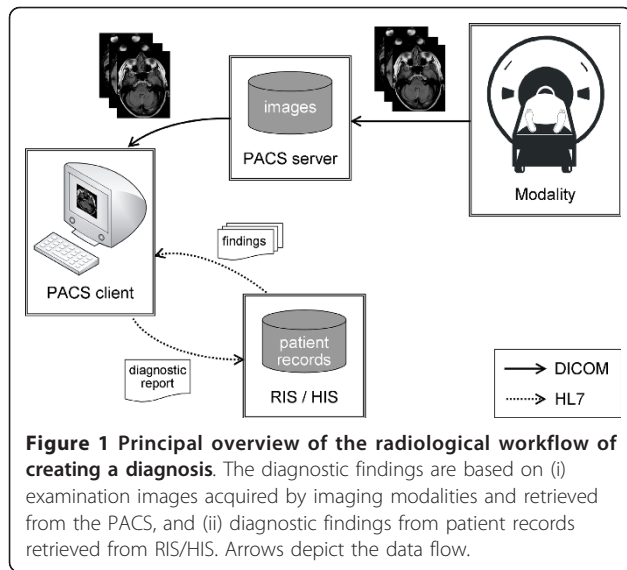 images
PACS server
Modality
PACS client
findings
patient
records
RIS / HIS
diagnostic
report
DICOM
HL7
Figure 1 Principal overview of the radiological workflow of
creating a diagnosis. The diagnostic findings are based on (i)
examination images acquired by imaging modalities and retrieved
from the PACS, and (ii) diagnostic findings from patient records
retrieved from RIS/HIS. Arrows depict the data flow.